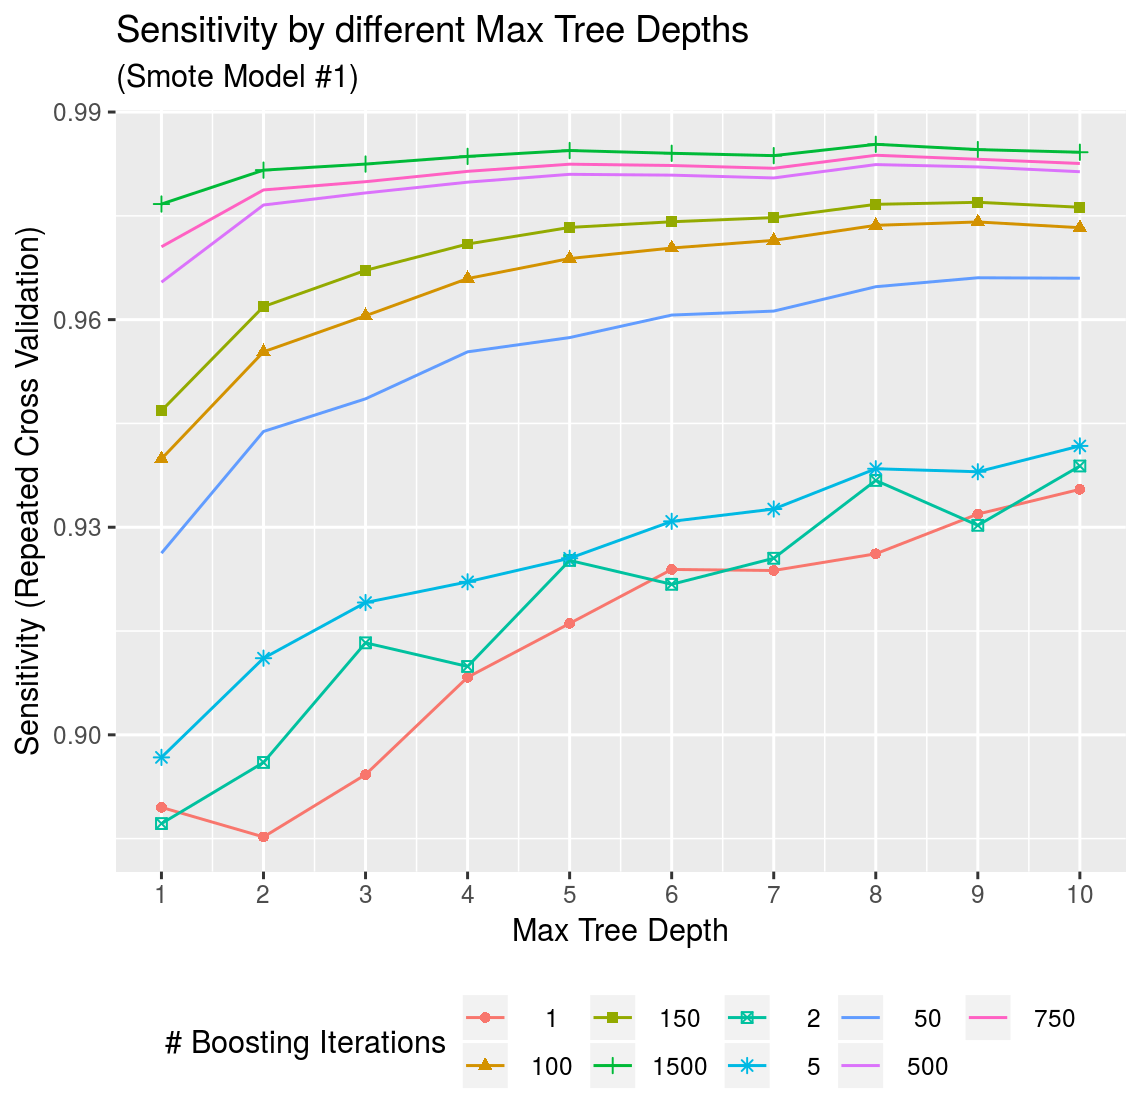 Sensitivity by different Max Tree Depths
(Smote Model #1)
Sensitivity (Repeated Cross Validation)
0.99
0.96
0.93
0.90
1 2 3 4 5 6 7 8 9 10
Max Tree Depth
# Boosting Iterations
1 150 2 50 750
100 1500 5 500